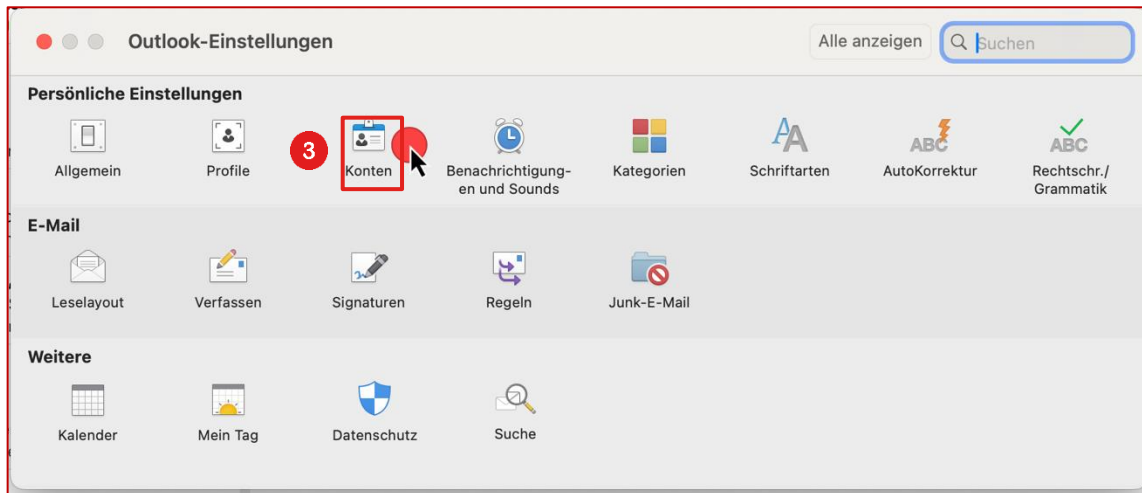 Outlook-Einstellungen
Alle anzeigen
Suchen
Persönliche Einstellungen
3
Allgemein
Profile
Konten
Benachrichtigung-
en und Sounds
Kategorien
Schriftarten
AutoKorrektur
Rechtschr./
Grammatik
E-Mail
Leselayout
Verfassen
Signaturen
Regeln
Junk-E-Mail
Weitere
Kalender
Mein Tag
Datenschutz
Suche